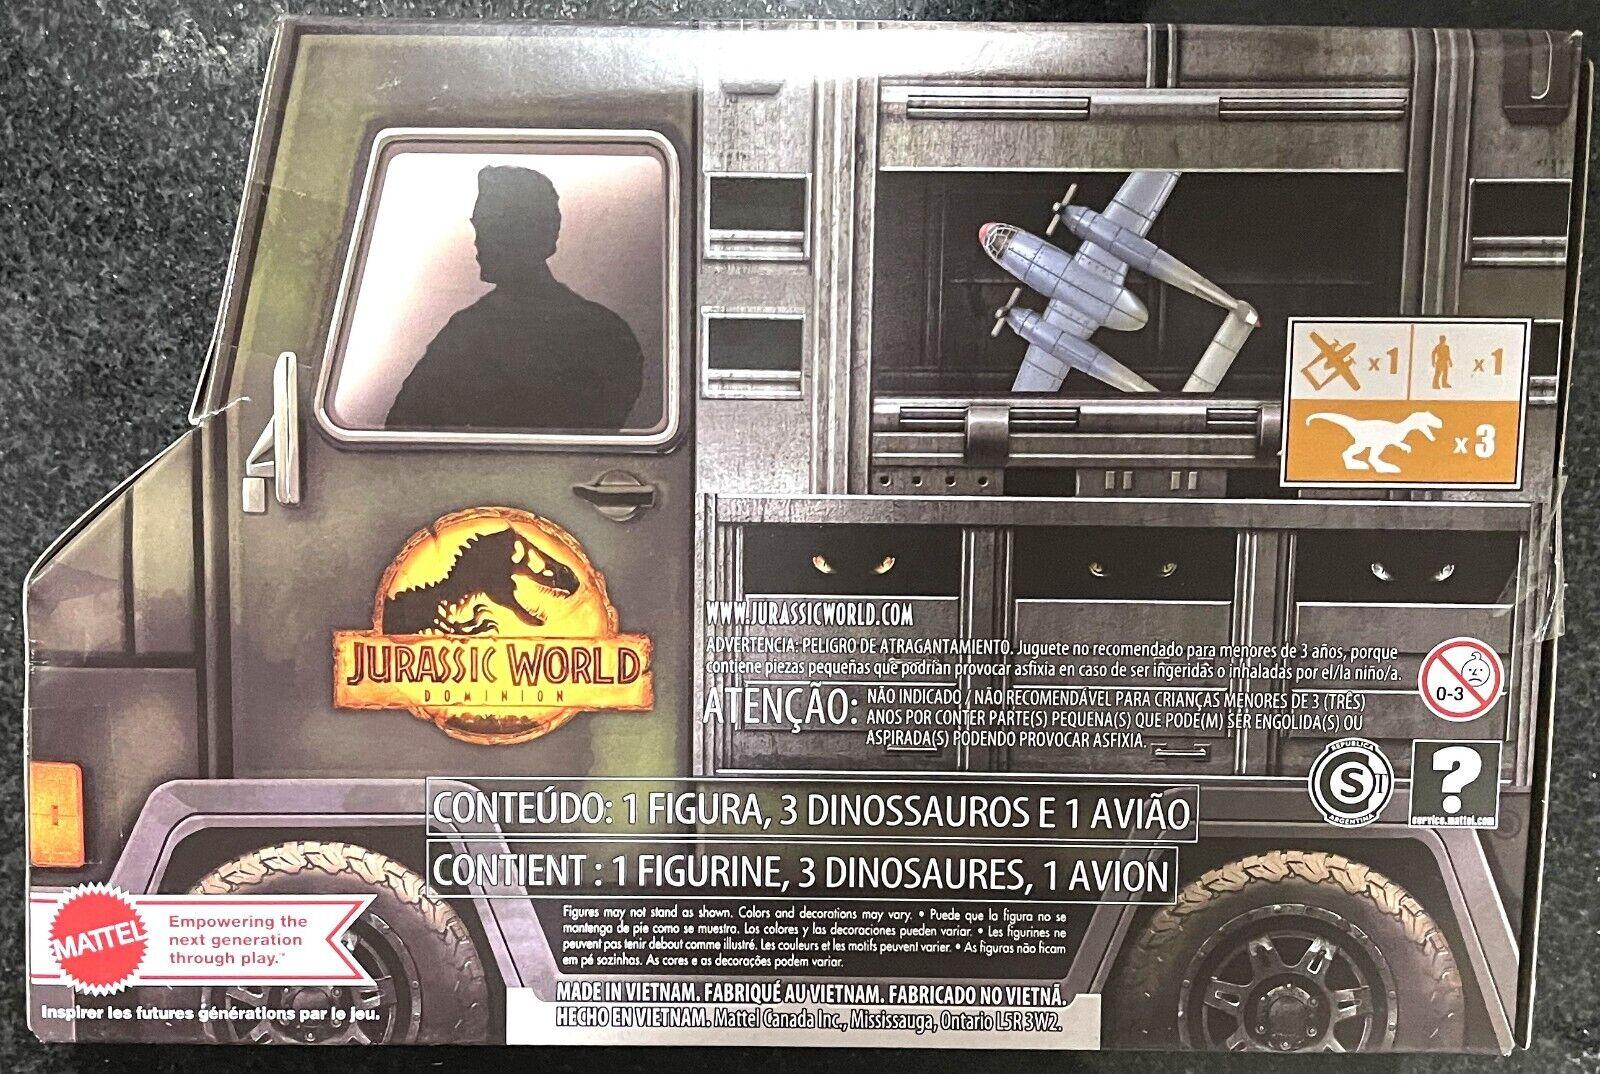 x 1
x 1
x 3
JURASSIC WORLD
DOMINION
WWW.JURASSICWORLD.COM
ADVERTENCIA: PELIGRO DE ATRAGANTAMIENTO. Juguete no recomendado para menores de 3 años, porque
contiene piezas pequeñas que podrían provocar asfixia en caso de ser ingeridas o inhaladas por el/la niño/a.
ATENÇÃO: NÃO INDICADO / NÃO RECOMENDÁVEL PARA CRIANÇAS MENORES DE 3 (TRÊS)
ANOS POR CONTER PARTE(S) PEQUENA(S) QUE PODE(M) SER ENGOLIDA(S) OU
ASPIRADA(S) PODENDO PROVOCAR ASFIXIA.
0-3
REPUBLICA
S T
ARGENTINA
?
service.mattel.com
CONTEÚDO: 1 FIGURA, 3 DINOSSAUROS E 1 AVIÃO
CONTIENT : 1 FIGURINE, 3 DINOSAURES, 1 AVION
Figures may not stand as shown. Colors and decorations may vary. • Puede que la figura no se
mantenga de pie como se muestra. Los colores y las decoraciones pueden variar. • Les figurines ne
peuvent pas tenir debout comme illustré. Les couleurs et les motifs peuvent varier. • As figuras não ficam
em pé sozinhas. As cores e as decorações podem variar.
MADE IN VIETNAM. FABRIQUÉ AU VIETNAM. FABRICADO NO VIETNÃ.
HECHO EN VIETNAM. Mattel Canada Inc., Mississauga, Ontario L5R 3W2.
MATTEL
Empowering the
next generation
through play.™
Inspirer les futures générations par le jeu.